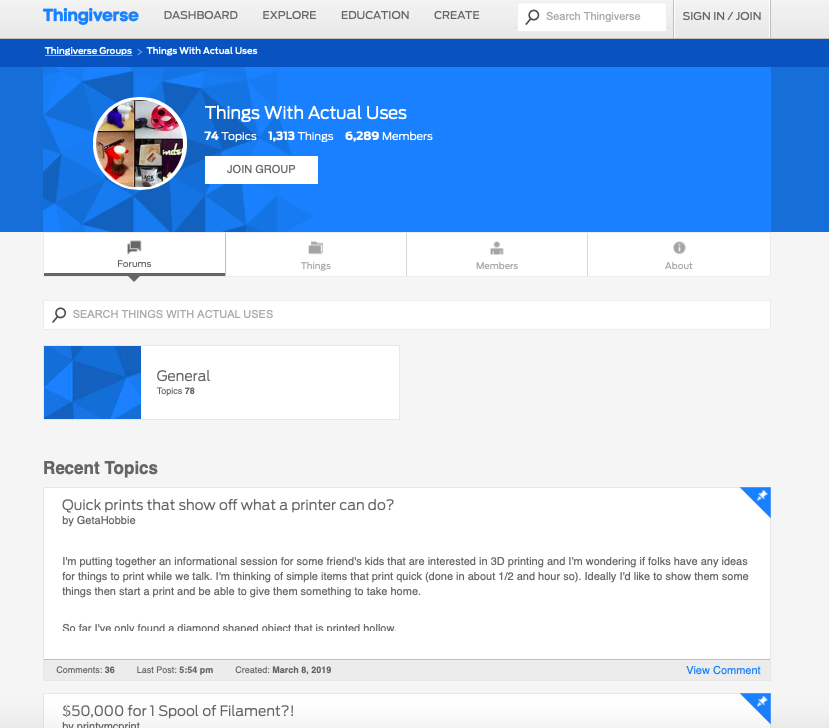 Thingiverse DASHBOARD EXPLORE EDUCATION CREATE Search Thingiverse SIGN IN / JOIN
Thingiverse Groups > Things With Actual Uses
Things With Actual Uses
74 Topics 1,313 Things 6,289 Members
JOIN GROUP
Forums Things Members About
SEARCH THINGS WITH ACTUAL USES
General
Topics 78
Recent Topics
Quick prints that show off what a printer can do?
by GetaHobbie
I'm putting together an informational session for some friend's kids that are interested in 3D printing and I'm wondering if folks have any ideas
for things to print while we talk. I'm thinking of simple items that print quick (done in about 1/2 and hour so). Ideally I'd like to show them some
things then start a print and be able to give them something to take home.
So far I've only found a diamond shaped object that is printed hollow.
Comments: 36 Last Post: 5:54 pm Created: March 8, 2019 View Comment
$50,000 for 1 Spool of Filament?!
by printymcprint